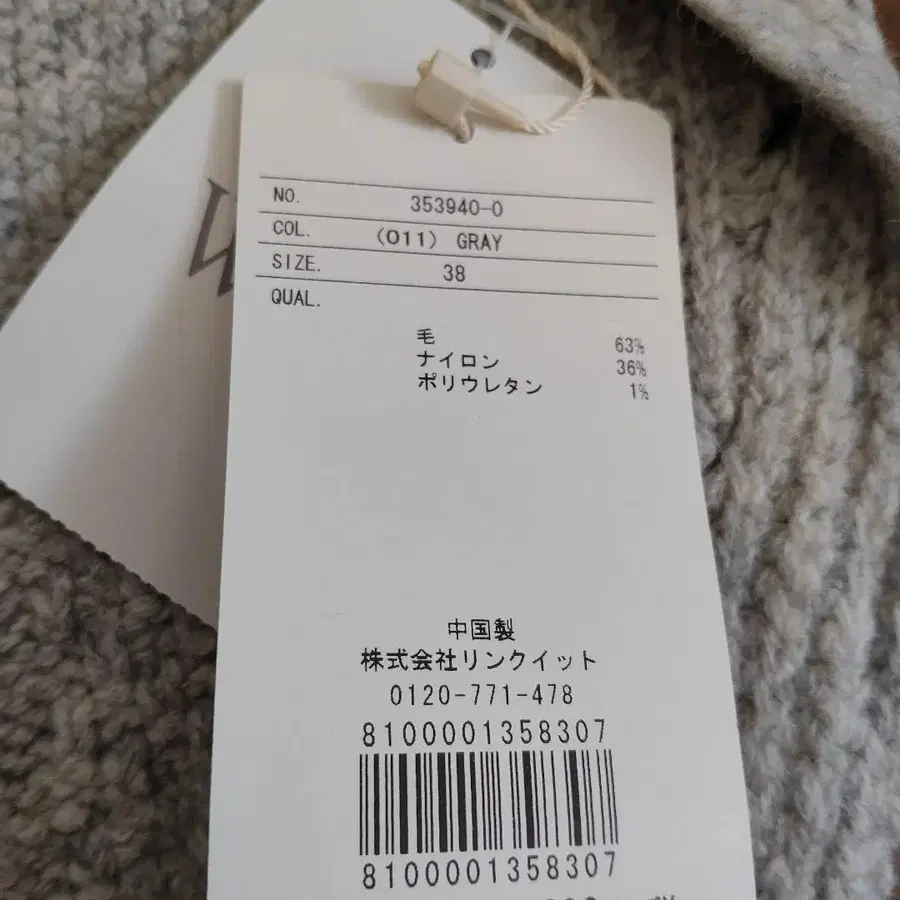 NO. 353940-0
COL. (011) GRAY
SIZE. 38
QUAL.
毛 63%
ナイロン 36%
ポリウレタン 1%
中国製
株式会社リンクイット
0120-771-478
8100001358307
8100001358307